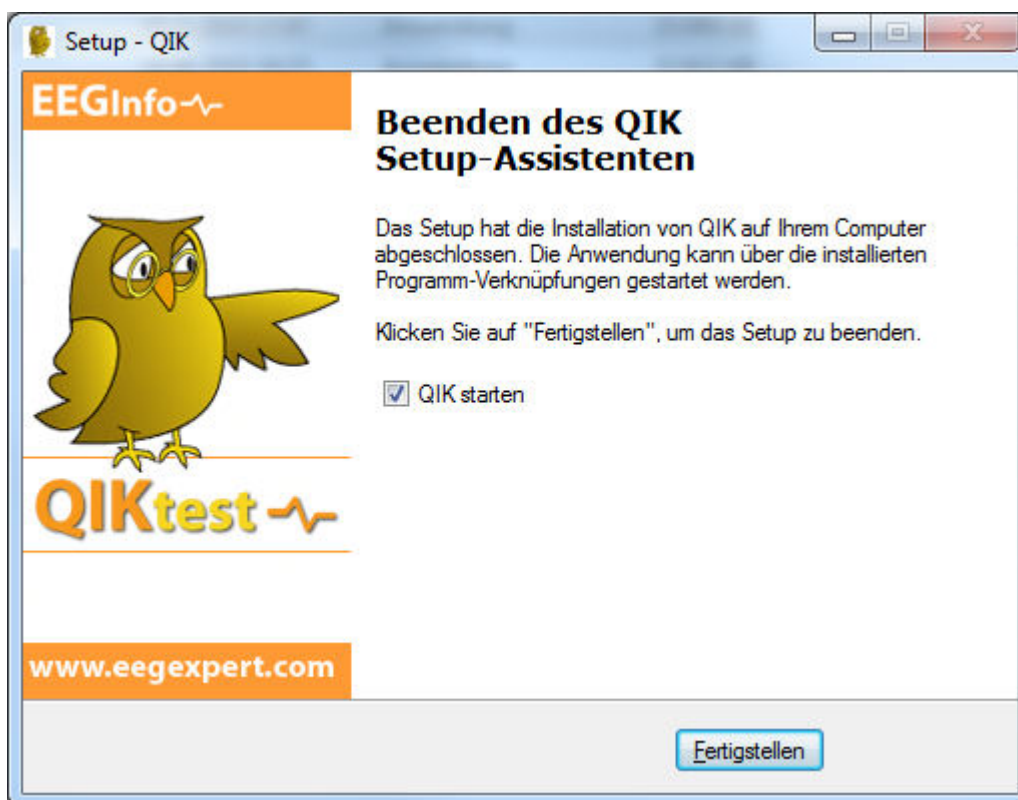 Setup - QIK
EEGInfo
Beenden des QIK
Setup-Assistenten
Das Setup hat die Installation von QIK auf Ihrem Computer
abgeschlossen. Die Anwendung kann über die installierten
Programm-Verknüpfungen gestartet werden.
Klicken Sie auf "Fertigstellen", um das Setup zu beenden.
QIK starten
QIKtest
www.eegexpert.com
Fertigstellen